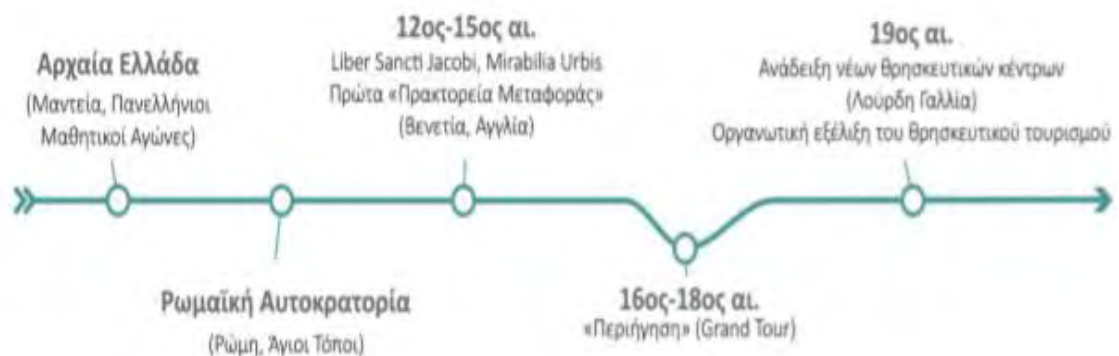 Αρχαία Ελλάδα
(Μαντεία, Πανελλήνιοι
Μαθητικοί Αγώνες)
Ρωμαϊκή Αυτοκρατορία
(Ρώμη, Άγιοι Τόποι)
12ος-15ος αι.
Liber Sancti Jacobi, Mirabilia Urbis
Πρώτα «Πρακτορεία Μεταφοράς»
(Βενετία, Αγγλία)
16ος-18ος αι.
«Περιήγηση» (Grand Tour)
19ος αι.
Ανάδειξη νέων θρησκευτικών κέντρων
(Λούρδη Γαλλία)
Οργανωτική εξέλιξη του θρησκευτικού τουρισμού